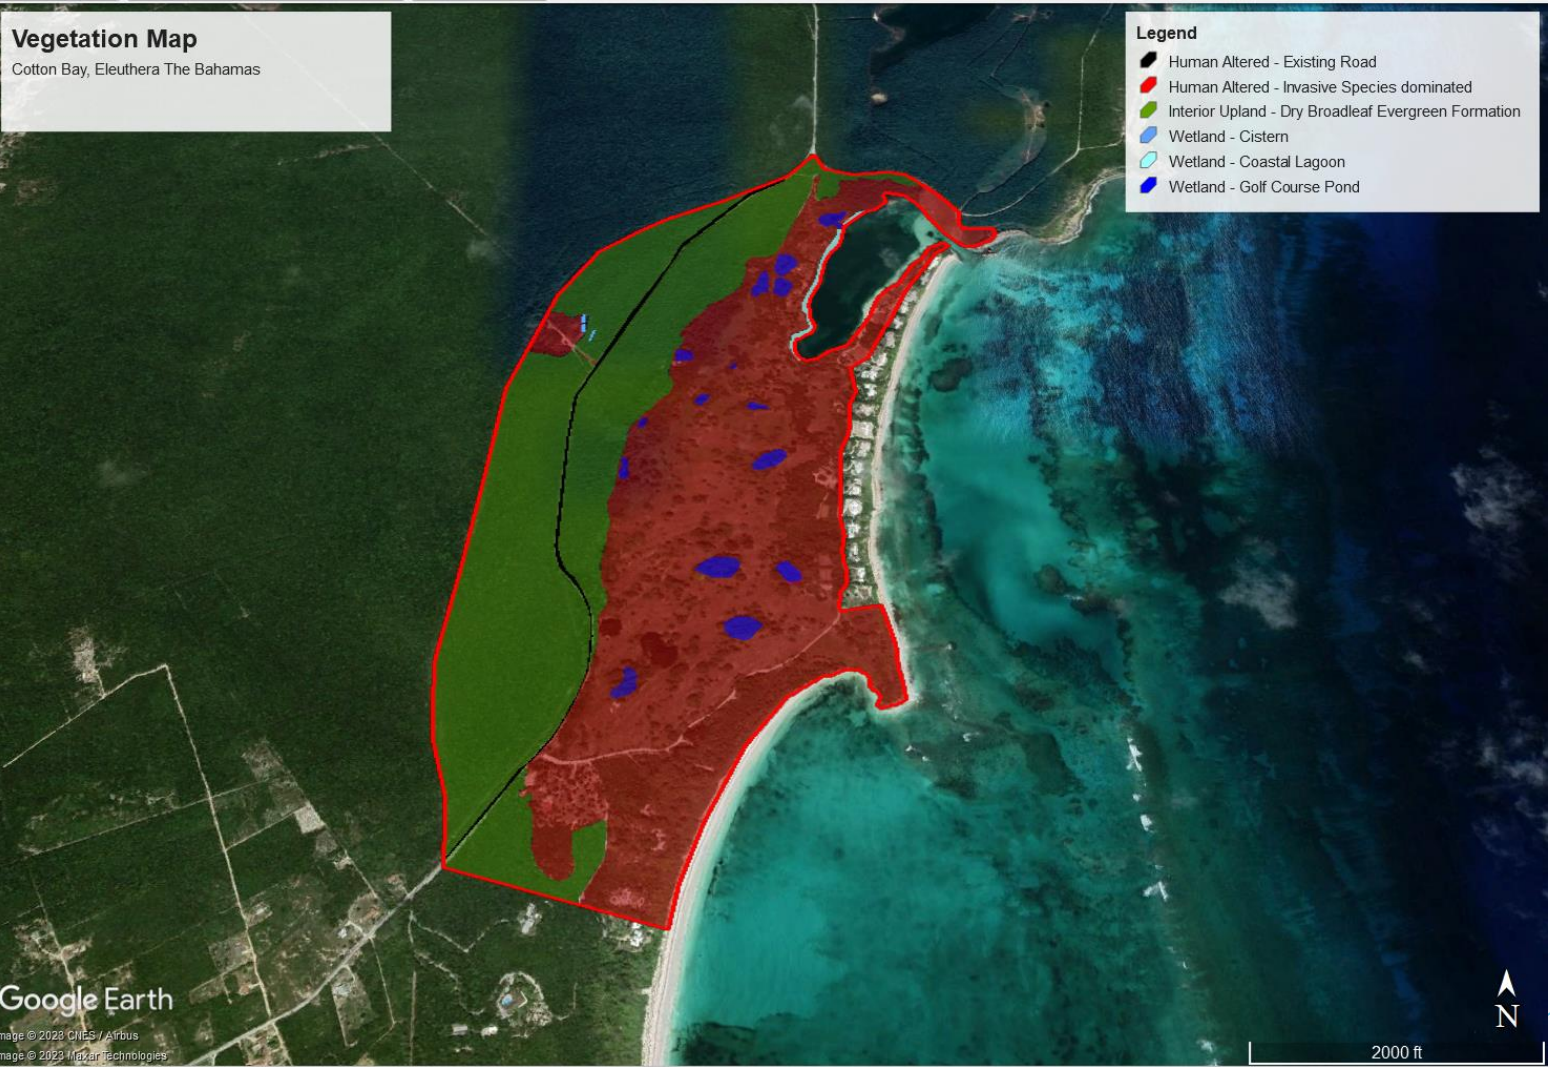 Vegetation Map
Cotton Bay, Eleuthera The Bahamas
Legend
Human Altered - Existing Road
Human Altered - Invasive Species dominated
Interior Upland - Dry Broadleaf Evergreen Formation
Wetland - Cistern
Wetland - Coastal Lagoon
Wetland - Golf Course Pond
Google Earth
mage © 2023 CNES / Airbus
mage © 2023 Maxar Technologies
N
2000 ft